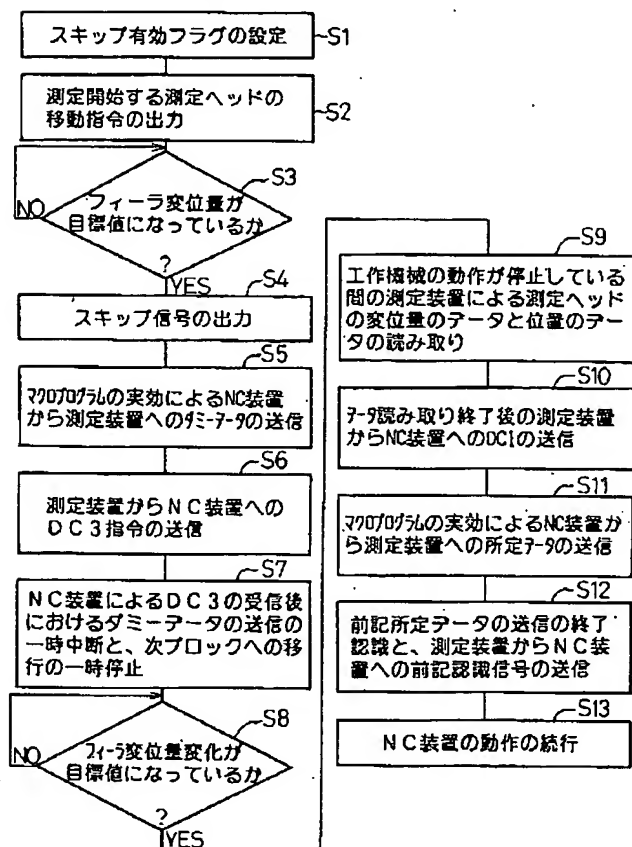 スキップ有効フラグの設定
S1
測定開始する測定ヘッドの
移動指令の出力
S2
S3
フィーラ変位量が
目標値になっているか
?
NO
YES
S4
スキップ信号の出力
S5
マクロプログラムの実効によるNC装置
から測定装置へのダミーデータの送信
S6
測定装置からNC装置への
DC3指令の送信
S7
NC装置によるDC3の受信後
におけるダミーデータの送信の
一時中断と、次ブロックへの移
行の一時停止
S8
フィーラ変位量変化が
目標値になっているか
?
NO
YES
S9
工作機械の動作が停止している
間の測定装置による測定ヘッド
の変位量のデータと位置のデー
タの読み取り
S10
データ読み取り終了後の測定装置
からNC装置へのDC1の送信
S11
マクロプログラムの実効によるNC装置か
ら測定装置への所定データの送信
S12
前記所定データの送信の終了
認識と、測定装置からNC装
置への前記認識信号の送信
S13
NC装置の動作の続行